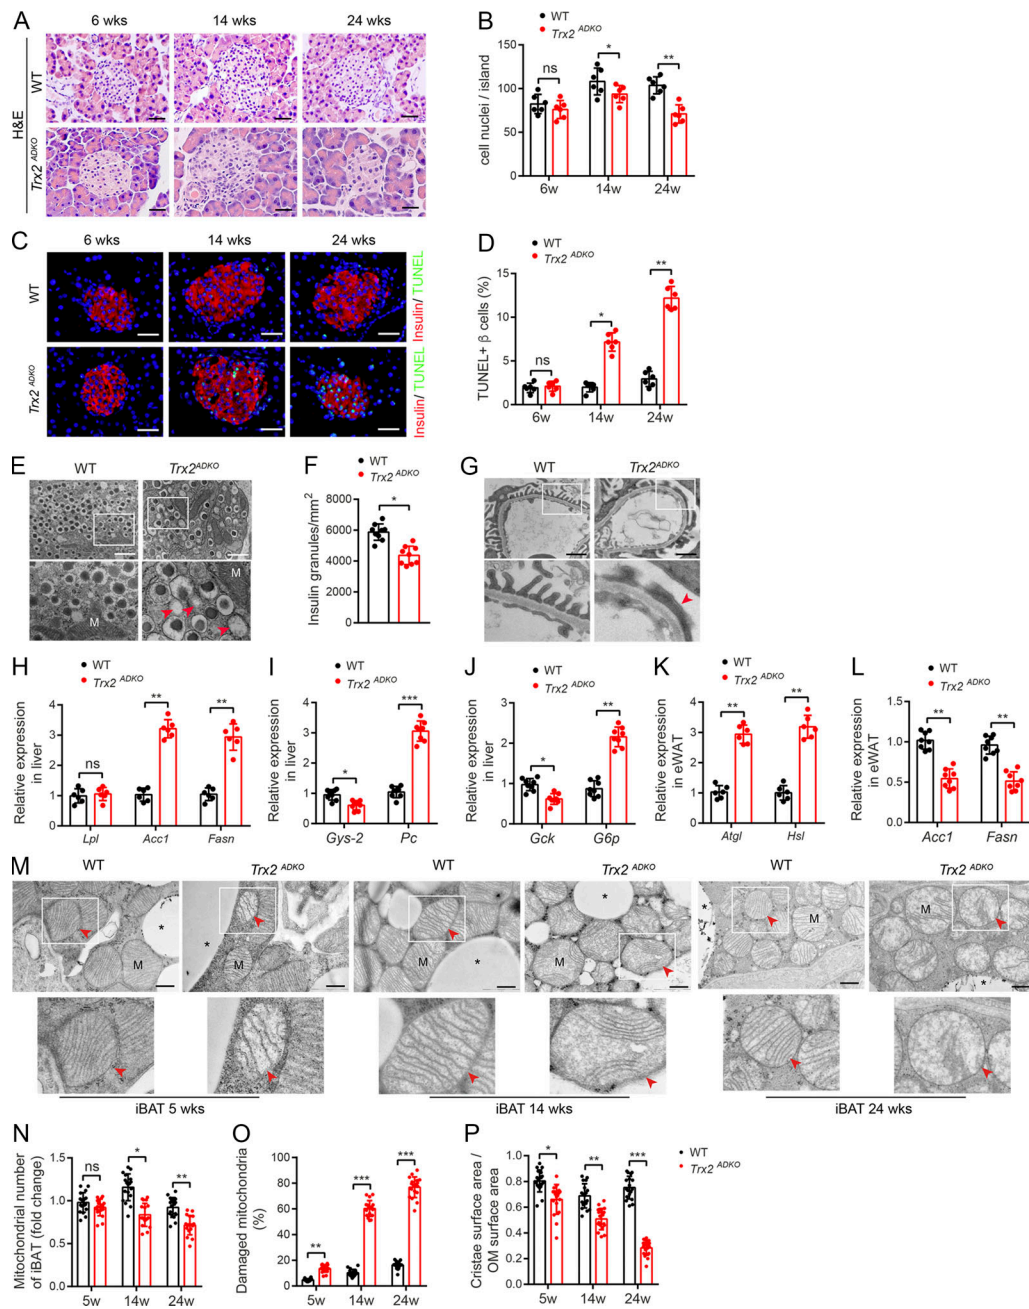 A
6 wks
14 wks
24 wks
H&E
WT
Trx2 ADKO
B
WT
Trx2 ADKO
cell nuclei / island
150
100
50
0
ns
*
**
6w
14w
24w
C
6 wks
14 wks
24 wks
WT
Trx2 ADKO
Insulin/ TUNEL
Insulin/ TUNEL
D
WT
Trx2 ADKO
TUNEL+ β cells (%)
15
10
5
0
ns
*
**
6w
14w
24w
E
WT
Trx2ADKO
M
M
F
WT
Trx2 ADKO
Insulin granules/mm2
8000
6000
4000
2000
0
*
G
WT
Trx2ADKO
H
WT
Trx2 ADKO
Relative expression
in liver
4
3
2
1
0
ns
**
**
Lpl
Acc1
Fasn
I
WT
Trx2 ADKO
Relative expression
in liver
4
3
2
1
0
*
***
Gys-2
Pc
J
WT
Trx2 ADKO
Relative expression
in liver
3
2
1
0
*
**
Gck
G6p
K
WT
Trx2 ADKO
Relative expression
in eWAT
4
3
2
1
0
**
**
Atgl
Hsl
L
WT
Trx2 ADKO
Relative expression
in eWAT
1.5
1.0
0.5
0.0
**
**
Acc1
Fasn
M
WT
Trx2 ADKO
WT
Trx2 ADKO
WT
Trx2 ADKO
M
*
M
*
M
*
M
*
M
*
M
*
iBAT 5 wks
iBAT 14 wks
iBAT 24 wks
N
Mitochondrial number
of iBAT (fold change)
1.5
1.0
0.5
0.0
ns
*
**
5w
14w
24w
O
Damaged mitochondria
(%)
100
80
60
40
20
0
**
***
***
5w
14w
24w
P
Cristae surface area /
OM surface area
1.0
0.8
0.6
0.4
0.2
0.0
*
**
***
5w
14w
24w
WT
Trx2 ADKO